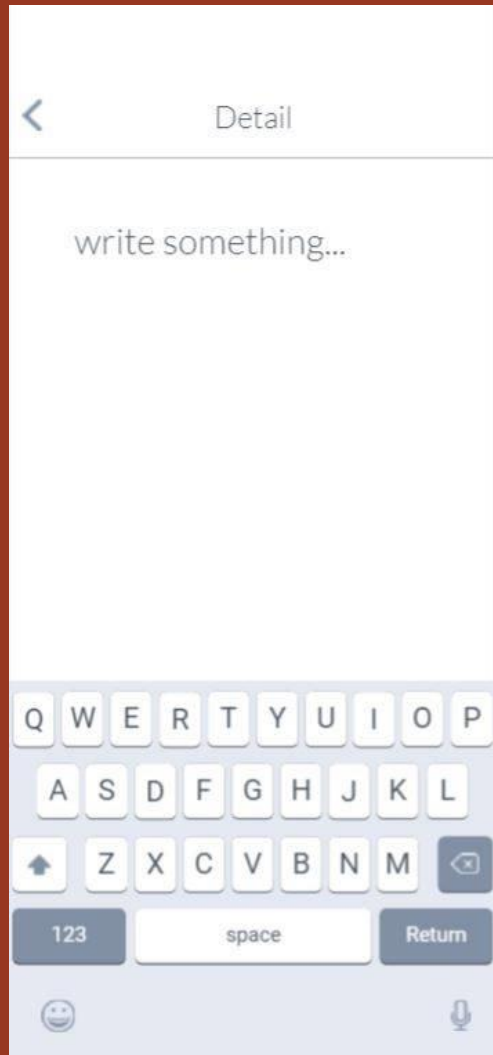 Detail
write something...
Q W E R T Y U I O P
A S D F G H J K L
Z X C V B N M
123 space Return